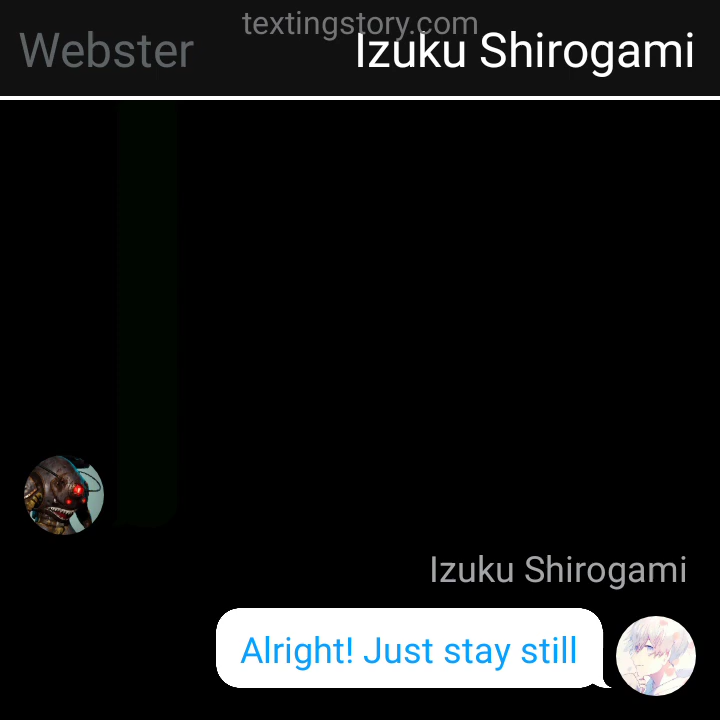 textingstory.com
Webster
Izuku Shirogami
Izuku Shirogami
Alright! Just stay still